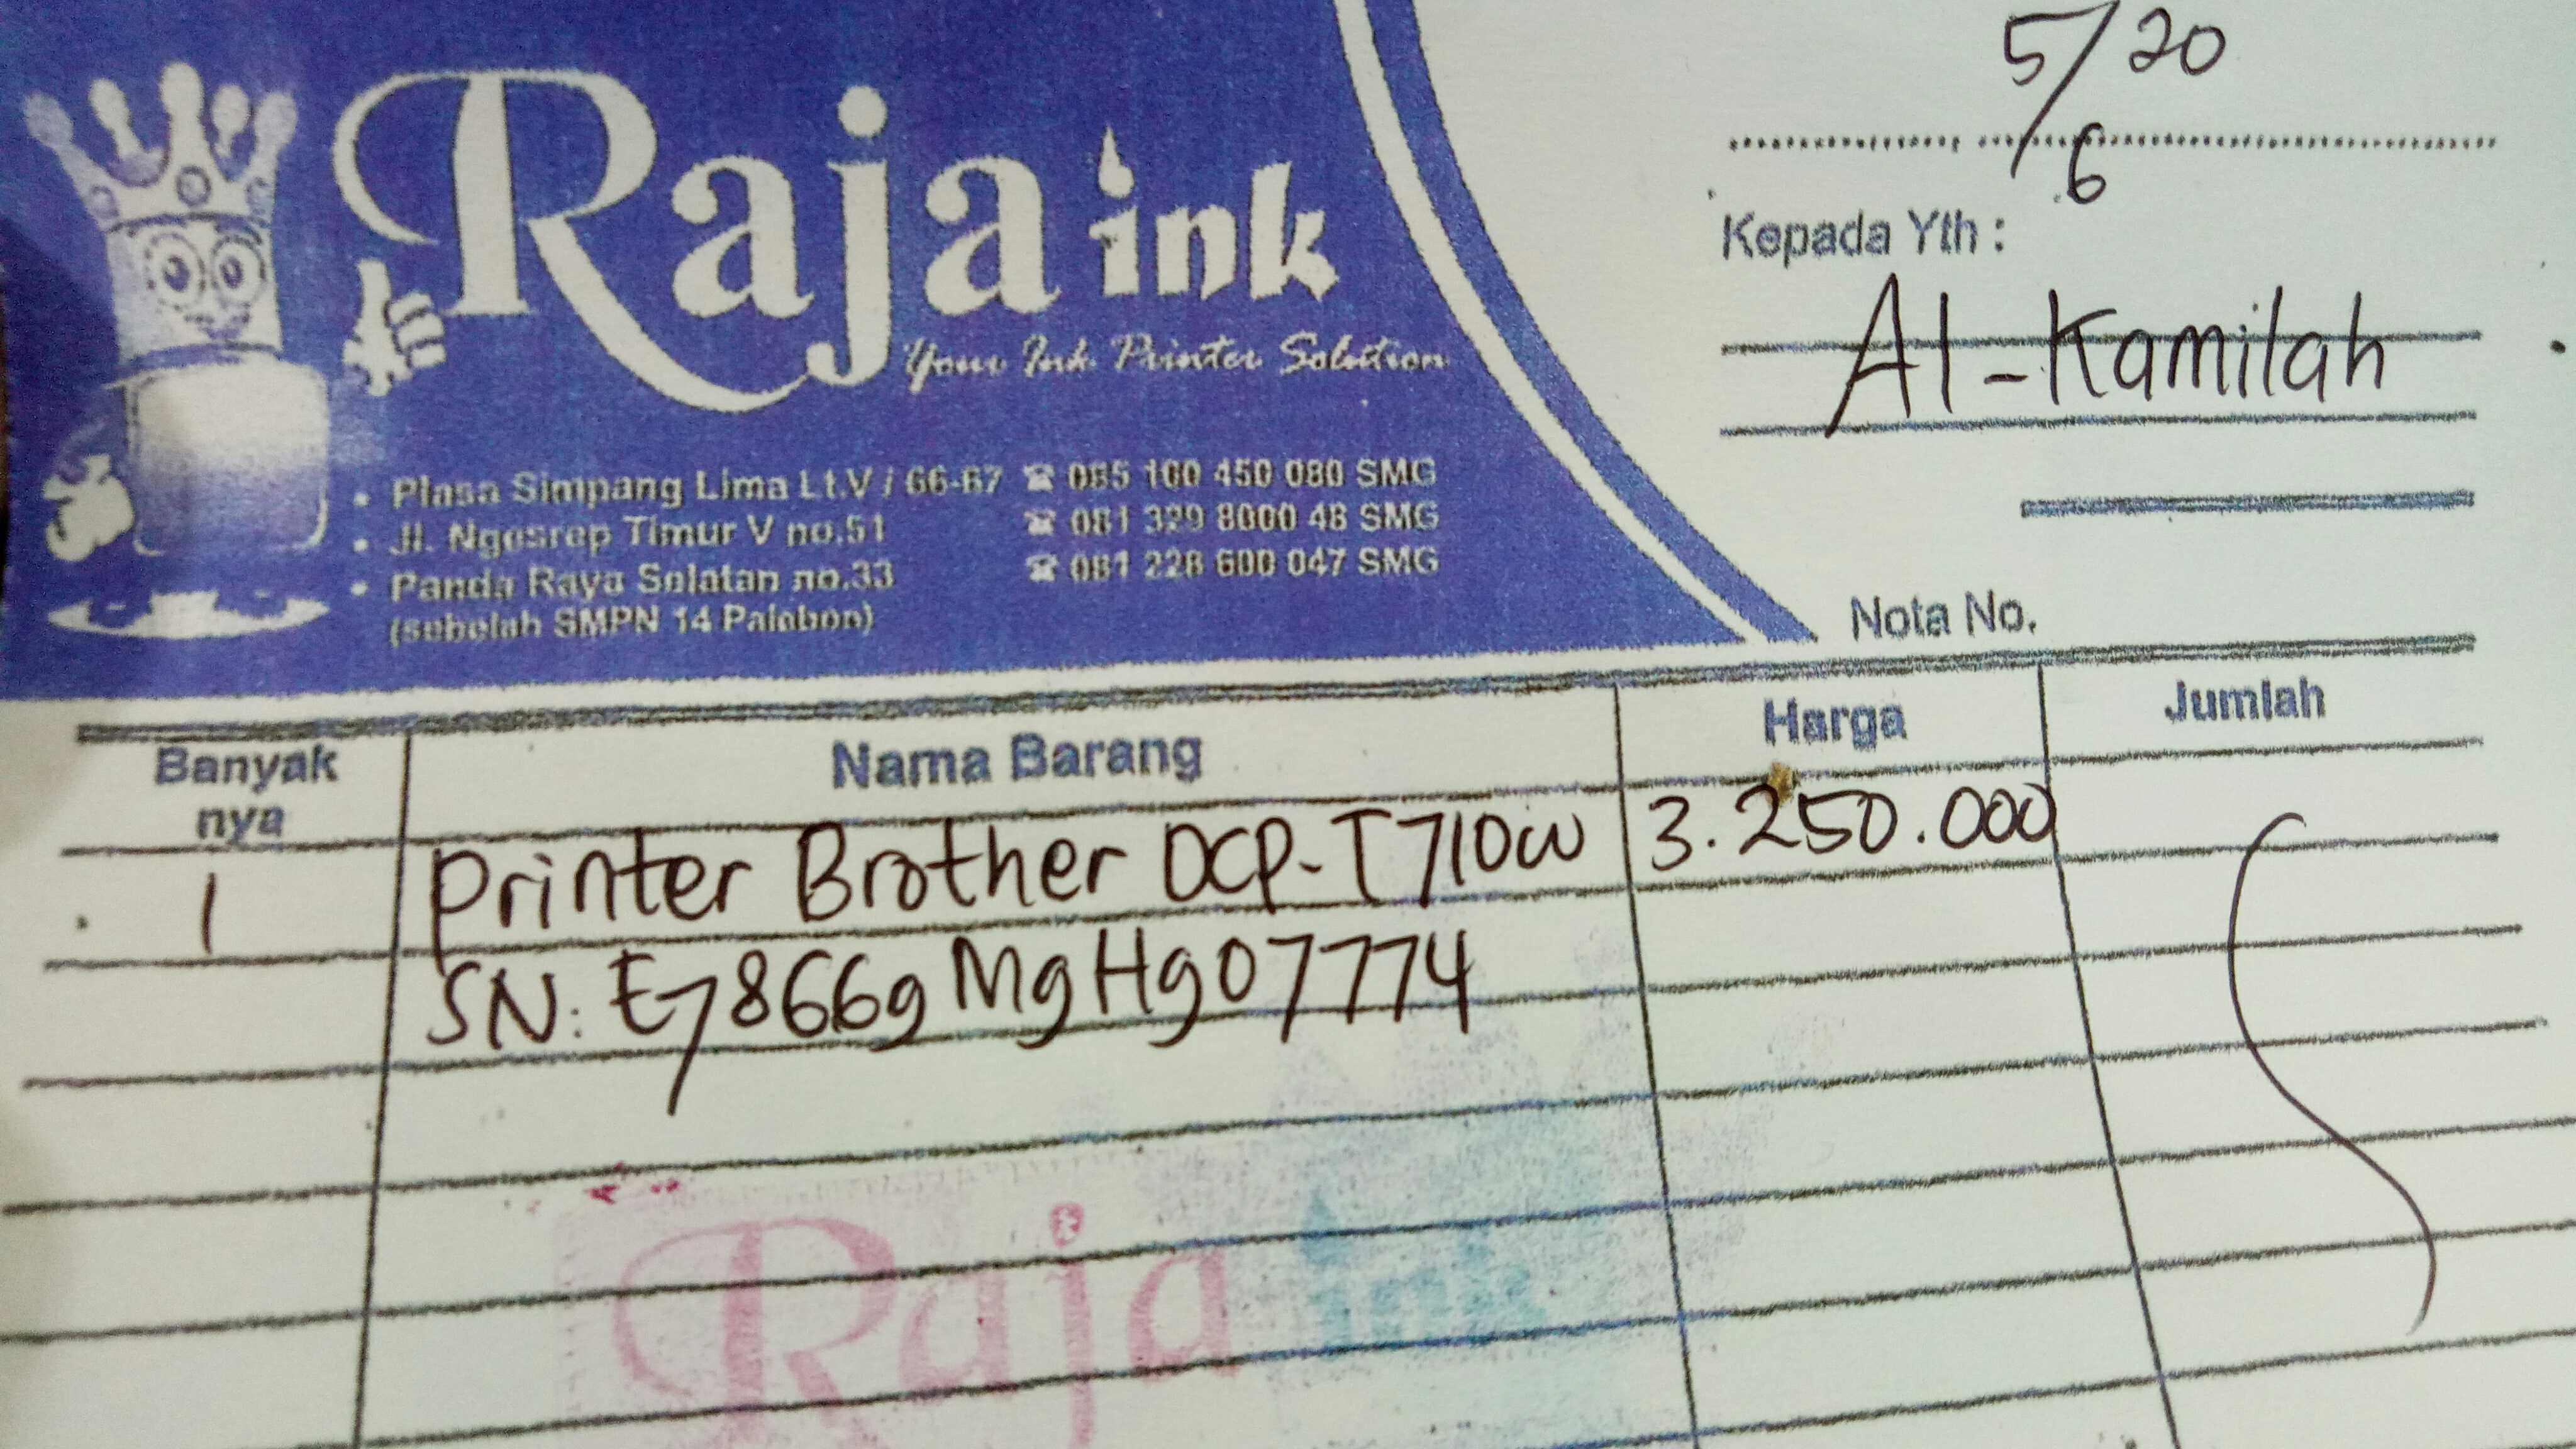 Raja ink
Your Ink Printer Solution
• Plasa Simpang Lima Lt.V / 66-67 ☎ 085 100 450 080 SMG
• Jl. Ngesrep Timur V no.51 ☎ 081 329 8000 48 SMG
• Panda Raya Selatan no.33 ☎ 081 228 600 047 SMG
(sebelah SMPN 14 Palebon)
5/6 20
Kepada Yth :
Al-Kamilah
Nota No.
Banyak nya Nama Barang Harga Jumlah
1 Printer Brother DCP-T710W 3.250.000
SN: E78669M9H907774
Raja ink